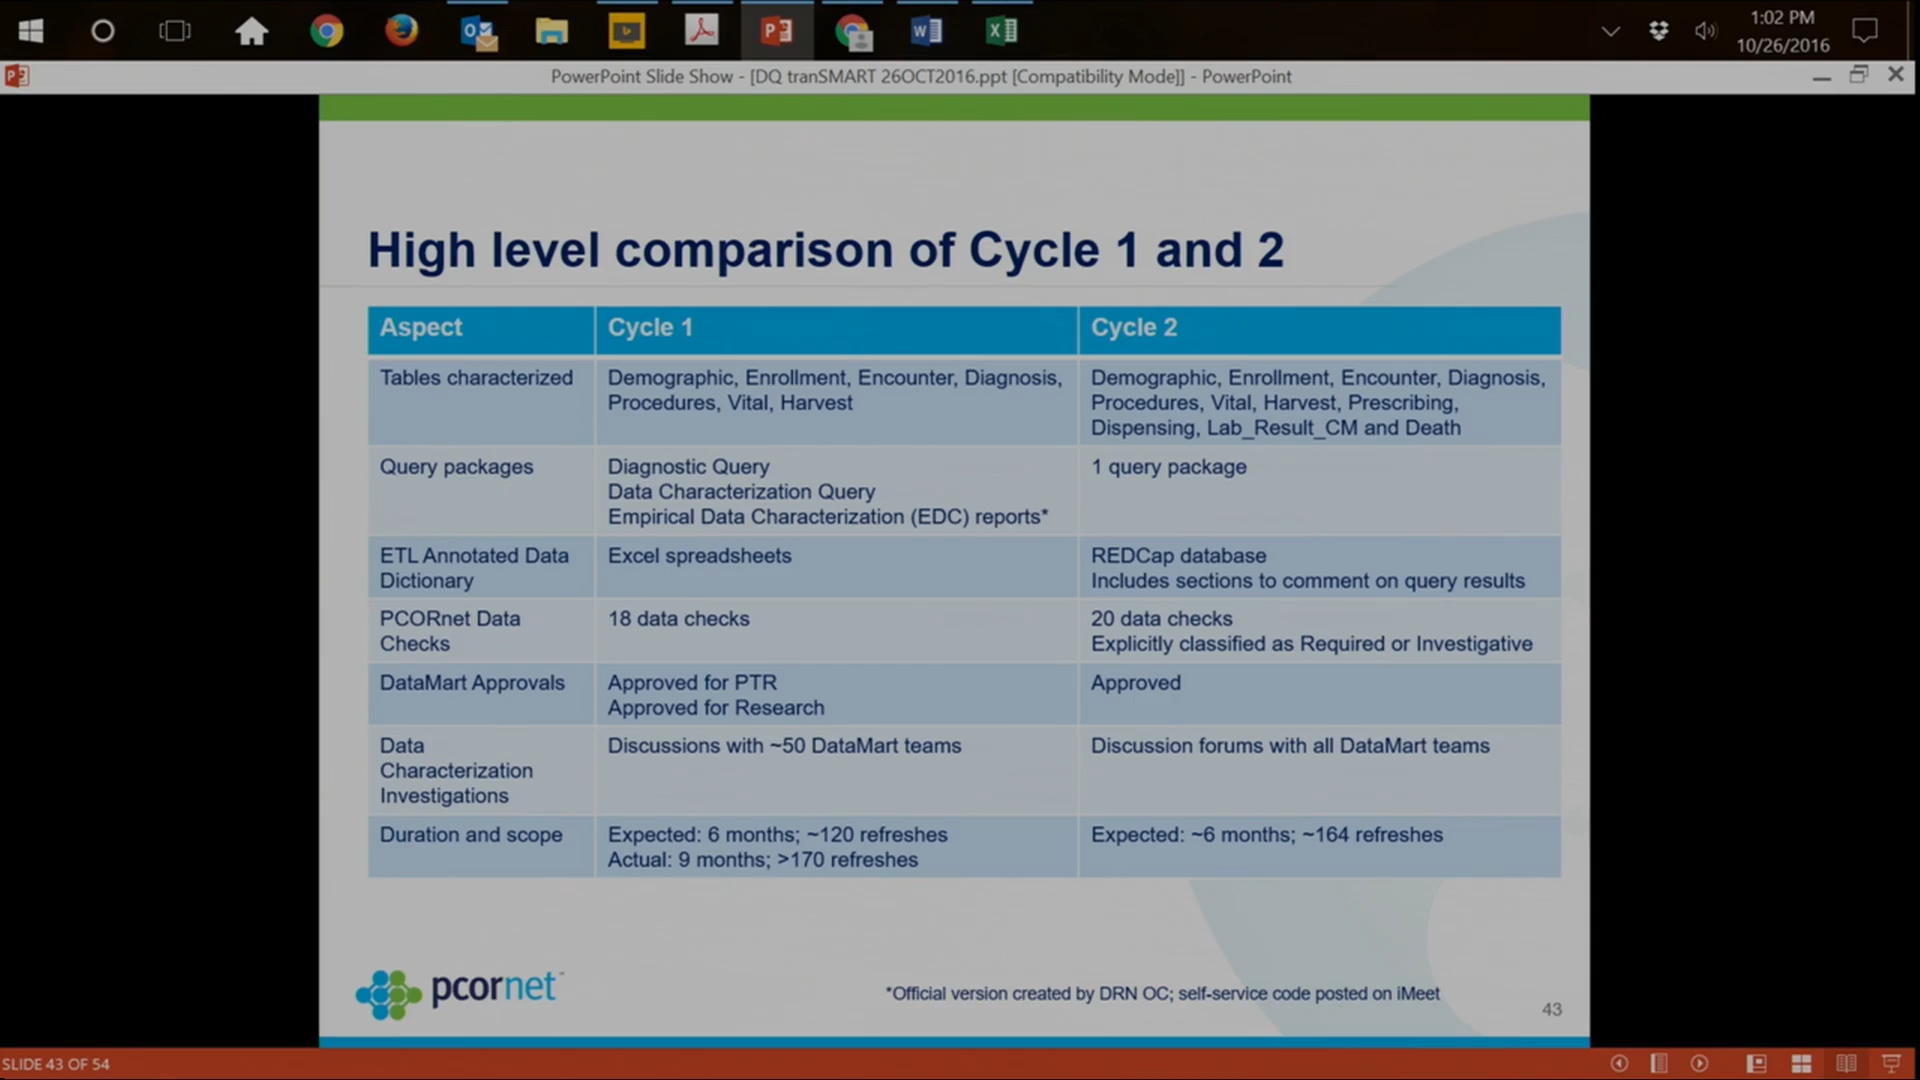 1:02 PM
10/26/2016
PowerPoint Slide Show - [DQ tranSMART 26OCT2016.ppt [Compatibility Mode]] - PowerPoint
High level comparison of Cycle 1 and 2
Aspect
Cycle 1
Cycle 2
Tables characterized
Demographic, Enrollment, Encounter, Diagnosis,
Procedures, Vital, Harvest
Demographic, Enrollment, Encounter, Diagnosis,
Procedures, Vital, Harvest, Prescribing,
Dispensing, Lab_Result_CM and Death
Query packages
Diagnostic Query
Data Characterization Query
Empirical Data Characterization (EDC) reports*
1 query package
ETL Annotated Data
Dictionary
Excel spreadsheets
REDCap database
Includes sections to comment on query results
PCORnet Data
Checks
18 data checks
20 data checks
Explicitly classified as Required or Investigative
DataMart Approvals
Approved for PTR
Approved for Research
Approved
Data
Characterization
Investigations
Discussions with ~50 DataMart teams
Discussion forums with all DataMart teams
Duration and scope
Expected: 6 months; ~120 refreshes
Actual: 9 months; >170 refreshes
Expected: ~6 months; ~164 refreshes
pcornet
*Official version created by DRN OC; self-service code posted on iMeet
43
SLIDE 43 OF 54